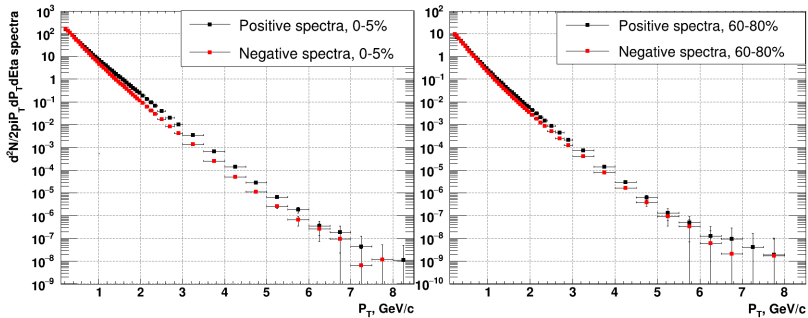 d²N/2piP_T dP_T dEta spectra
10³
10²
10
1
10⁻¹
10⁻²
10⁻³
10⁻⁴
10⁻⁵
10⁻⁶
10⁻⁷
10⁻⁸
10⁻⁹
Positive spectra, 0-5%
Negative spectra, 0-5%
1 2 3 4 5 6 7 8
P_T, GeV/c
10²
10
1
10⁻¹
10⁻²
10⁻³
10⁻⁴
10⁻⁵
10⁻⁶
10⁻⁷
10⁻⁸
10⁻⁹
10⁻¹⁰
Positive spectra, 60-80%
Negative spectra, 60-80%
1 2 3 4 5 6 7 8
P_T, GeV/c